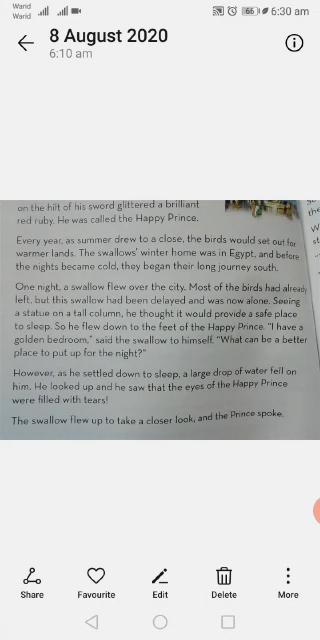 Warid
Warid
66
6:30 am
8 August 2020
6:10 am
on the hilt of his sword glittered a brilliant
red ruby. He was called the Happy Prince.
Every year, as summer drew to a close, the birds would set out for
warmer lands. The swallows' winter home was in Egypt, and before
the nights became cold, they began their long journey south.
One night, a swallow flew over the city. Most of the birds had already
left, but this swallow had been delayed and was now alone. Seeing
a statue on a tall column, he thought it would provide a safe place
to sleep. So he flew down to the feet of the Happy Prince. "I have a
golden bedroom," said the swallow to himself. "What can be a better
place to put up for the night?"
However, as he settled down to sleep, a large drop of water fell on
him. He looked up and he saw that the eyes of the Happy Prince
were filled with tears!
The swallow flew up to take a closer look, and the Prince spoke.
Share
Favourite
Edit
Delete
More